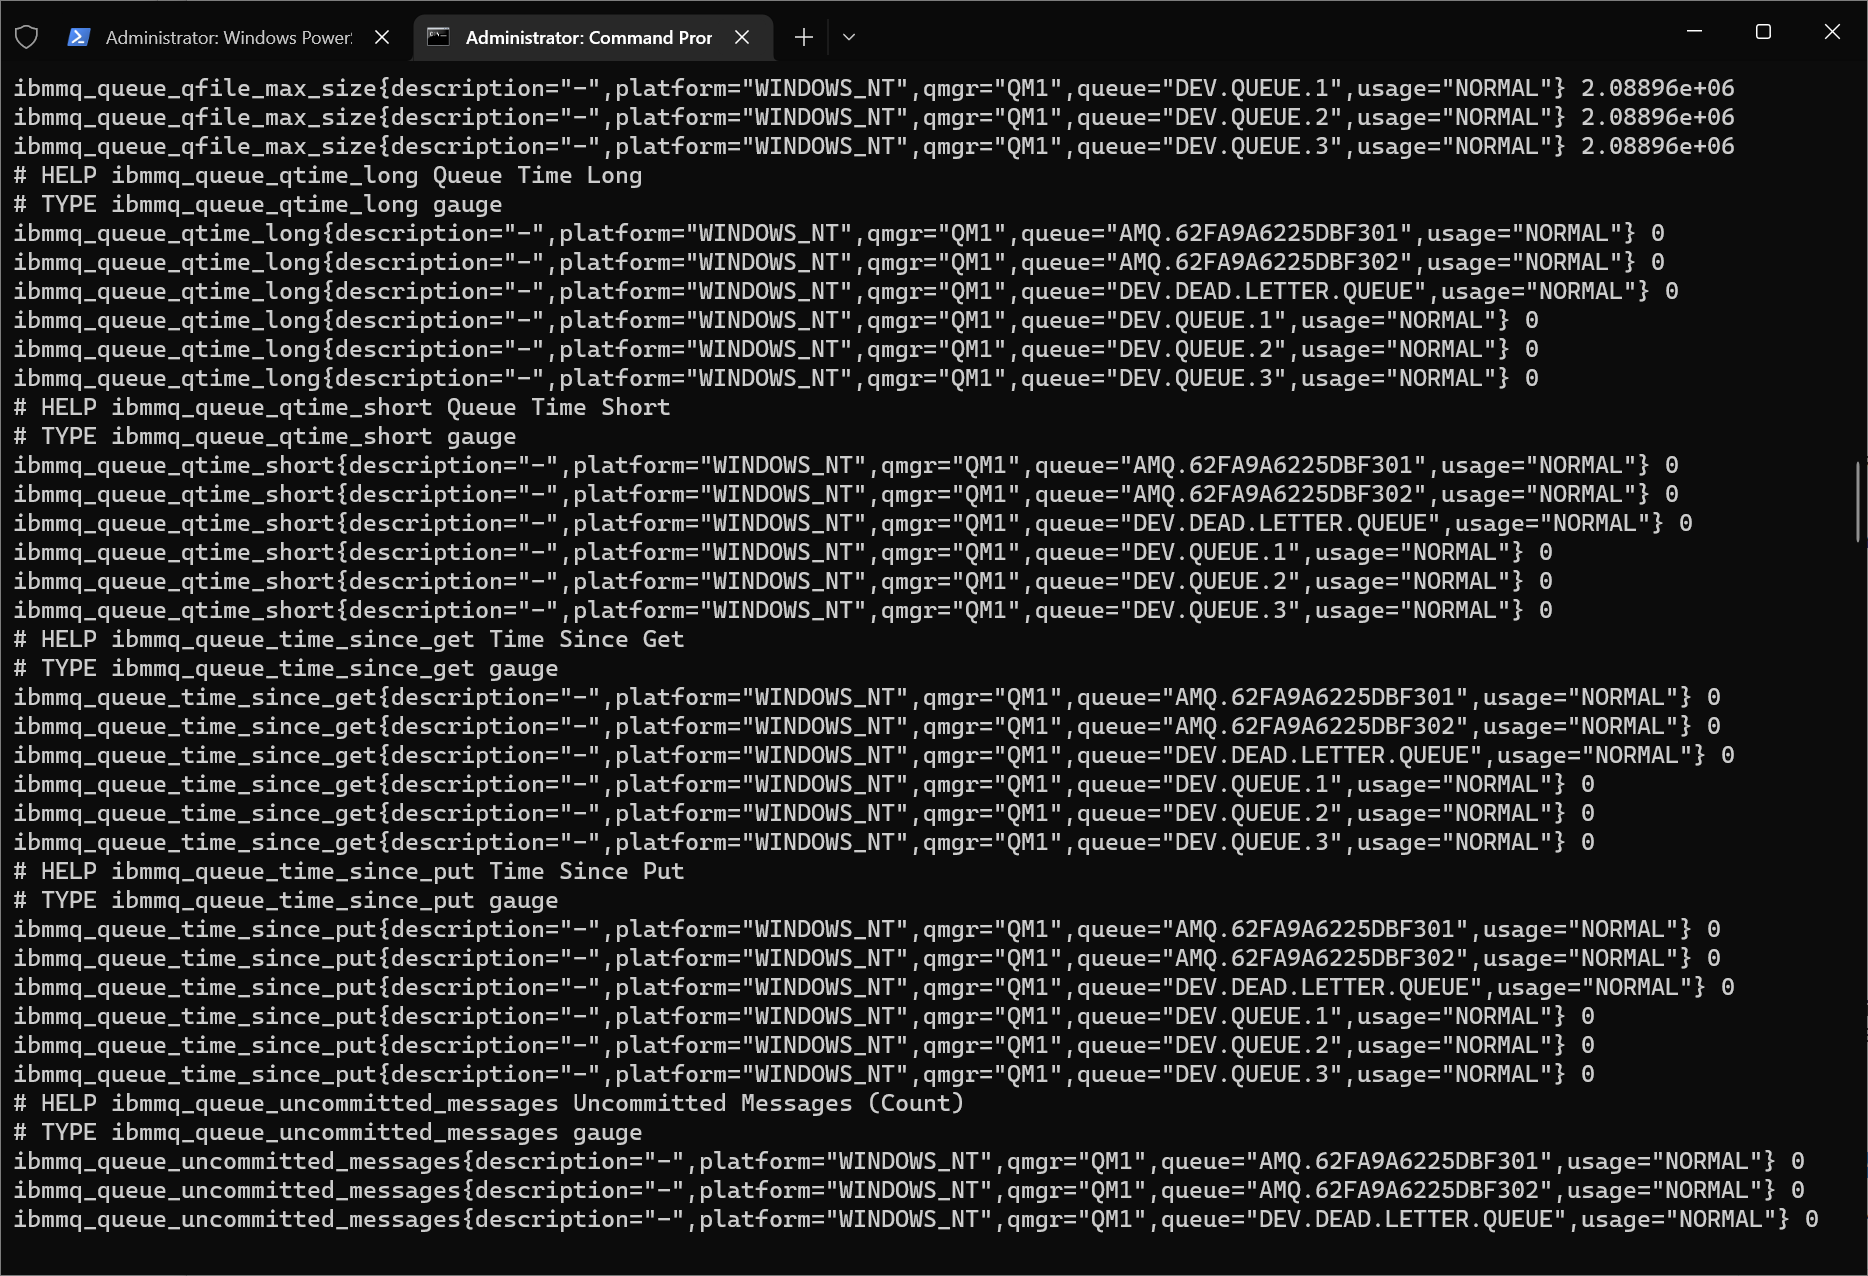 Administrator: Windows Power
Administrator: Command Pror
ibmmq_queue_qfile_max_size{description="-",platform="WINDOWS_NT",qmgr="QM1",queue="DEV.QUEUE.1",usage="NORMAL"} 2.08896e+06
ibmmq_queue_qfile_max_size{description="-",platform="WINDOWS_NT",qmgr="QM1",queue="DEV.QUEUE.2",usage="NORMAL"} 2.08896e+06
ibmmq_queue_qfile_max_size{description="-",platform="WINDOWS_NT",qmgr="QM1",queue="DEV.QUEUE.3",usage="NORMAL"} 2.08896e+06
# HELP ibmmq_queue_qtime_long Queue Time Long
# TYPE ibmmq_queue_qtime_long gauge
ibmmq_queue_qtime_long{description="-",platform="WINDOWS_NT",qmgr="QM1",queue="AMQ.62FA9A6225DBF301",usage="NORMAL"} 0
ibmmq_queue_qtime_long{description="-",platform="WINDOWS_NT",qmgr="QM1",queue="AMQ.62FA9A6225DBF302",usage="NORMAL"} 0
ibmmq_queue_qtime_long{description="-",platform="WINDOWS_NT",qmgr="QM1",queue="DEV.DEAD.LETTER.QUEUE",usage="NORMAL"} 0
ibmmq_queue_qtime_long{description="-",platform="WINDOWS_NT",qmgr="QM1",queue="DEV.QUEUE.1",usage="NORMAL"} 0
ibmmq_queue_qtime_long{description="-",platform="WINDOWS_NT",qmgr="QM1",queue="DEV.QUEUE.2",usage="NORMAL"} 0
ibmmq_queue_qtime_long{description="-",platform="WINDOWS_NT",qmgr="QM1",queue="DEV.QUEUE.3",usage="NORMAL"} 0
# HELP ibmmq_queue_qtime_short Queue Time Short
# TYPE ibmmq_queue_qtime_short gauge
ibmmq_queue_qtime_short{description="-",platform="WINDOWS_NT",qmgr="QM1",queue="AMQ.62FA9A6225DBF301",usage="NORMAL"} 0
ibmmq_queue_qtime_short{description="-",platform="WINDOWS_NT",qmgr="QM1",queue="AMQ.62FA9A6225DBF302",usage="NORMAL"} 0
ibmmq_queue_qtime_short{description="-",platform="WINDOWS_NT",qmgr="QM1",queue="DEV.DEAD.LETTER.QUEUE",usage="NORMAL"} 0
ibmmq_queue_qtime_short{description="-",platform="WINDOWS_NT",qmgr="QM1",queue="DEV.QUEUE.1",usage="NORMAL"} 0
ibmmq_queue_qtime_short{description="-",platform="WINDOWS_NT",qmgr="QM1",queue="DEV.QUEUE.2",usage="NORMAL"} 0
ibmmq_queue_qtime_short{description="-",platform="WINDOWS_NT",qmgr="QM1",queue="DEV.QUEUE.3",usage="NORMAL"} 0
# HELP ibmmq_queue_time_since_get Time Since Get
# TYPE ibmmq_queue_time_since_get gauge
ibmmq_queue_time_since_get{description="-",platform="WINDOWS_NT",qmgr="QM1",queue="AMQ.62FA9A6225DBF301",usage="NORMAL"} 0
ibmmq_queue_time_since_get{description="-",platform="WINDOWS_NT",qmgr="QM1",queue="AMQ.62FA9A6225DBF302",usage="NORMAL"} 0
ibmmq_queue_time_since_get{description="-",platform="WINDOWS_NT",qmgr="QM1",queue="DEV.DEAD.LETTER.QUEUE",usage="NORMAL"} 0
ibmmq_queue_time_since_get{description="-",platform="WINDOWS_NT",qmgr="QM1",queue="DEV.QUEUE.1",usage="NORMAL"} 0
ibmmq_queue_time_since_get{description="-",platform="WINDOWS_NT",qmgr="QM1",queue="DEV.QUEUE.2",usage="NORMAL"} 0
ibmmq_queue_time_since_get{description="-",platform="WINDOWS_NT",qmgr="QM1",queue="DEV.QUEUE.3",usage="NORMAL"} 0
# HELP ibmmq_queue_time_since_put Time Since Put
# TYPE ibmmq_queue_time_since_put gauge
ibmmq_queue_time_since_put{description="-",platform="WINDOWS_NT",qmgr="QM1",queue="AMQ.62FA9A6225DBF301",usage="NORMAL"} 0
ibmmq_queue_time_since_put{description="-",platform="WINDOWS_NT",qmgr="QM1",queue="AMQ.62FA9A6225DBF302",usage="NORMAL"} 0
ibmmq_queue_time_since_put{description="-",platform="WINDOWS_NT",qmgr="QM1",queue="DEV.DEAD.LETTER.QUEUE",usage="NORMAL"} 0
ibmmq_queue_time_since_put{description="-",platform="WINDOWS_NT",qmgr="QM1",queue="DEV.QUEUE.1",usage="NORMAL"} 0
ibmmq_queue_time_since_put{description="-",platform="WINDOWS_NT",qmgr="QM1",queue="DEV.QUEUE.2",usage="NORMAL"} 0
ibmmq_queue_time_since_put{description="-",platform="WINDOWS_NT",qmgr="QM1",queue="DEV.QUEUE.3",usage="NORMAL"} 0
# HELP ibmmq_queue_uncommitted_messages Uncommitted Messages (Count)
# TYPE ibmmq_queue_uncommitted_messages gauge
ibmmq_queue_uncommitted_messages{description="-",platform="WINDOWS_NT",qmgr="QM1",queue="AMQ.62FA9A6225DBF301",usage="NORMAL"} 0
ibmmq_queue_uncommitted_messages{description="-",platform="WINDOWS_NT",qmgr="QM1",queue="AMQ.62FA9A6225DBF302",usage="NORMAL"} 0
ibmmq_queue_uncommitted_messages{description="-",platform="WINDOWS_NT",qmgr="QM1",queue="DEV.DEAD.LETTER.QUEUE",usage="NORMAL"} 0